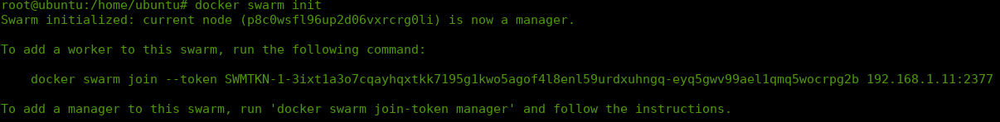 root@ubuntu:/home/ubuntu# docker swarm init
Swarm initialized: current node (p8c0wsfl96up2d06vxrcrg0li) is now a manager.
To add a worker to this swarm, run the following command:
docker swarm join --token SWMTKN-1-3ixt1a3o7cqayhqxtkk7195g1kwo5agof4l8enl59urdxuhngq-eyq5gwv99ael1qmq5wocrpg2b 192.168.1.11:2377
To add a manager to this swarm, run 'docker swarm join-token manager' and follow the instructions.